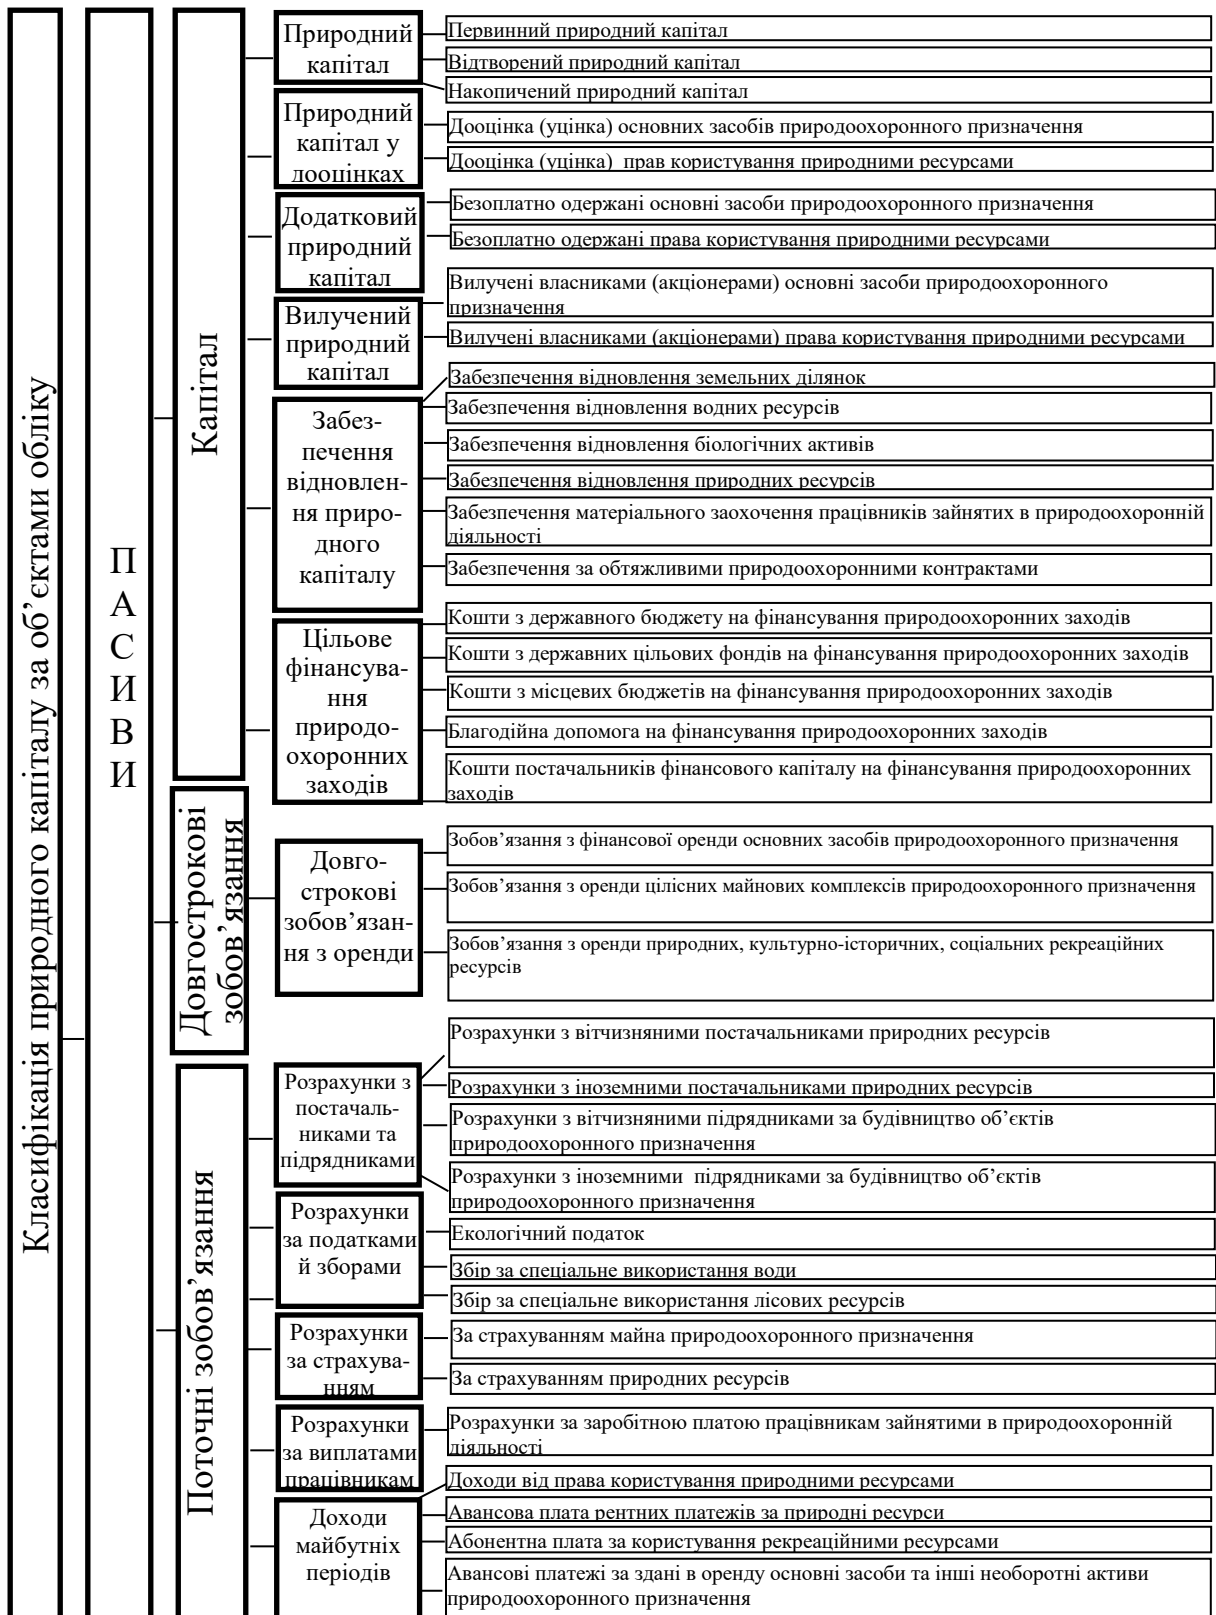 Класифікація природного капіталу за об’єктами обліку
П
А
С
И
В
И
Капітал
Природний
капітал
Первинний природний капітал
Відтворений природний капітал
Накопичений природний капітал
Природний
капітал у
дооцінках
Дооцінка (уцінка) основних засобів природоохоронного призначення
Дооцінка (уцінка) прав користування природними ресурсами
Додатковий
природний
капітал
Безоплатно одержані основні засоби природоохоронного призначення
Безоплатно одержані права користування природними ресурсами
Вилучений
природний
капітал
Вилучені власниками (акціонерами) основні засоби природоохоронного
призначення
Вилучені власниками (акціонерами) права користування природними ресурсами
Забез-
печення
відновлен-
ня приро-
дного
капіталу
Забезпечення відновлення земельних ділянок
Забезпечення відновлення водних ресурсів
Забезпечення відновлення біологічних активів
Забезпечення відновлення природних ресурсів
Забезпечення матеріального заохочення працівників зайнятих в природоохоронній
діяльності
Забезпечення за обтяжливими природоохоронними контрактами
Цільове
фінансува-
ння
природо-
охоронних
заходів
Кошти з державного бюджету на фінансування природоохоронних заходів
Кошти з державних цільових фондів на фінансування природоохоронних заходів
Кошти з місцевих бюджетів на фінансування природоохоронних заходів
Благодійна допомога на фінансування природоохоронних заходів
Кошти постачальників фінансового капіталу на фінансування природоохоронних
заходів
Довгострокові
зобов’язання
Довго-
строкові
зобов’язан-
ня з оренди
Зобов’язання з фінансової оренди основних засобів природоохоронного призначення
Зобов’язання з оренди цілісних майнових комплексів природоохоронного призначення
Зобов’язання з оренди природних, культурно-історичних, соціальних рекреаційних
ресурсів
Поточні зобов’язання
Розрахунки з
постачаль-
никами та
підрядниками
Розрахунки з вітчизняними постачальниками природних ресурсів
Розрахунки з іноземними постачальниками природних ресурсів
Розрахунки з вітчизняними підрядниками за будівництво об’єктів
природоохоронного призначення
Розрахунки з іноземними підрядниками за будівництво об’єктів
природоохоронного призначення
Розрахунки
за податками
й зборами
Екологічний податок
Збір за спеціальне використання води
Збір за спеціальне використання лісових ресурсів
Розрахунки
за страхува-
нням
За страхуванням майна природоохоронного призначення
За страхуванням природних ресурсів
Розрахунки
за виплатами
працівникам
Розрахунки за заробітною платою працівникам зайнятими в природоохоронній
діяльності
Доходи
майбутніх
періодів
Доходи від права користування природними ресурсами
Авансова плата рентних платежів за природні ресурси
Абонентна плата за користування рекреаційними ресурсами
Авансові платежі за здані в оренду основні засоби та інші необоротні активи
природоохоронного призначення